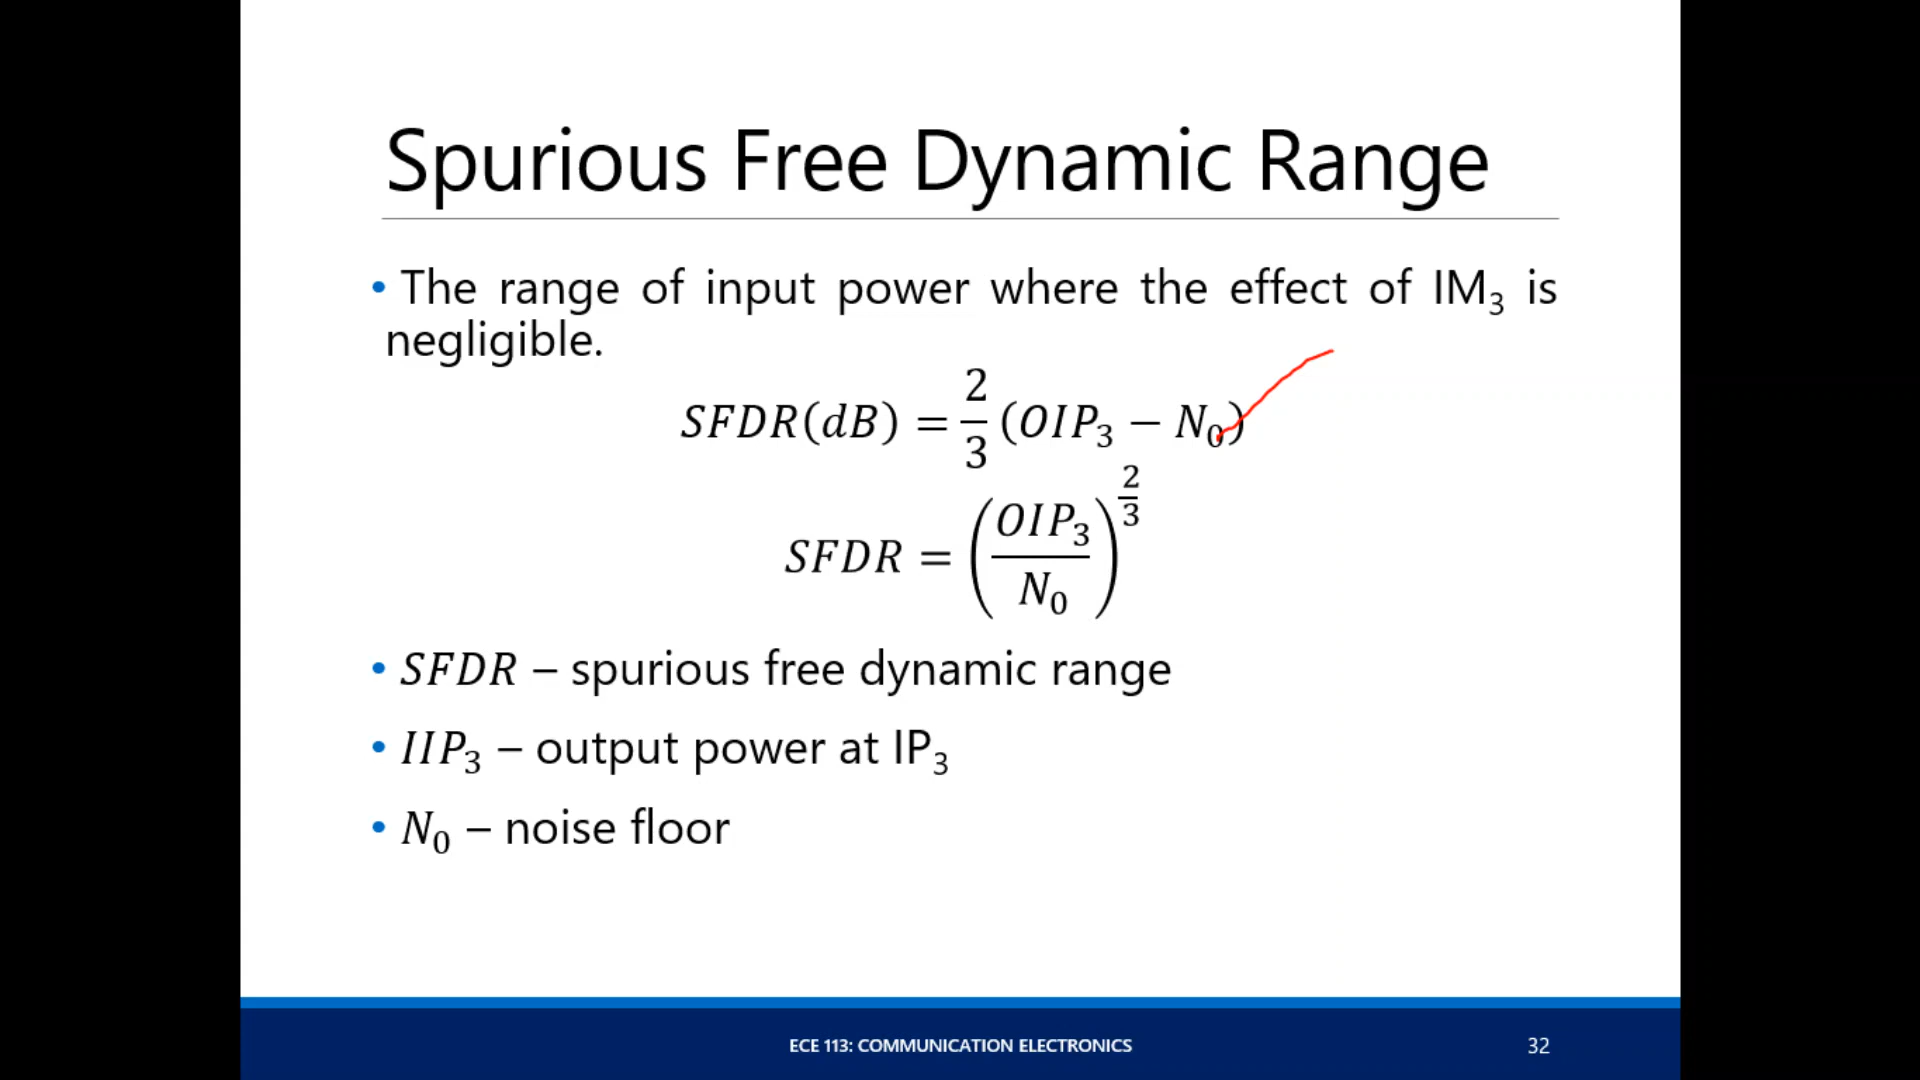 Spurious Free Dynamic Range
• The range of input power where the effect of IM₃ is
negligible.
SFDR(dB) = 2/3 (OIP₃ − N₀)
SFDR = (OIP₃/N₀)^(2/3)
• SFDR – spurious free dynamic range
• IIP₃ – output power at IP₃
• N₀ – noise floor
ECE 113: COMMUNICATION ELECTRONICS
32